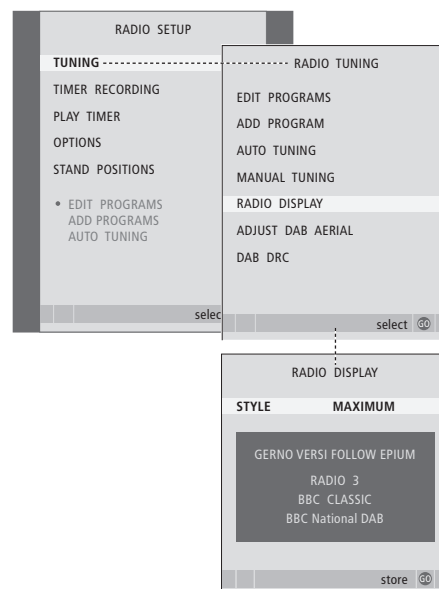 RADIO SETUP
TUNING
TIMER RECORDING
PLAY TIMER
OPTIONS
STAND POSITIONS
• EDIT PROGRAMS
ADD PROGRAMS
AUTO TUNING
selec
RADIO TUNING
EDIT PROGRAMS
ADD PROGRAM
AUTO TUNING
MANUAL TUNING
RADIO DISPLAY
ADJUST DAB AERIAL
DAB DRC
select GO
RADIO DISPLAY
STYLE MAXIMUM
GERNO VERSI FOLLOW EPIUM
RADIO 3
BBC CLASSIC
BBC National DAB
store GO